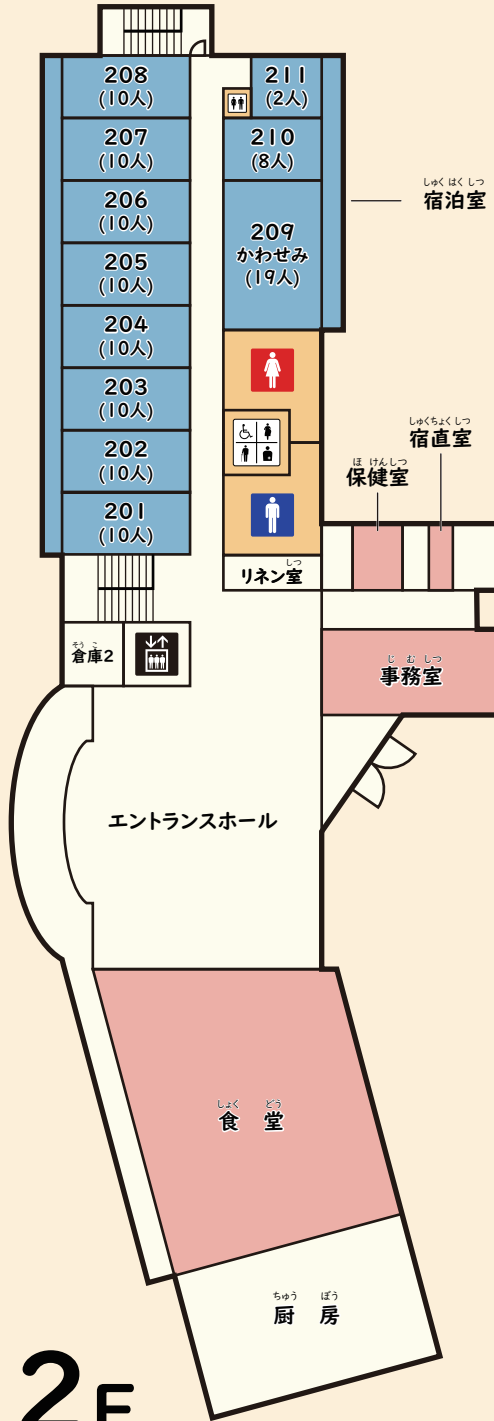 208
(10人)
211
(2人)
207
(10人)
210
(8人)
206
(10人)
しゅくはくしつ
宿泊室
209
かわせみ
(19人)
205
(10人)
204
(10人)
203
(10人)
しゅくちょくしつ
宿直室
202
(10人)
ほけんしつ
保健室
201
(10人)
しつ
リネン室
そうこ
倉庫2
じむしつ
事務室
エントランスホール
しょくどう
食堂
ちゅうぼう
厨房
2F